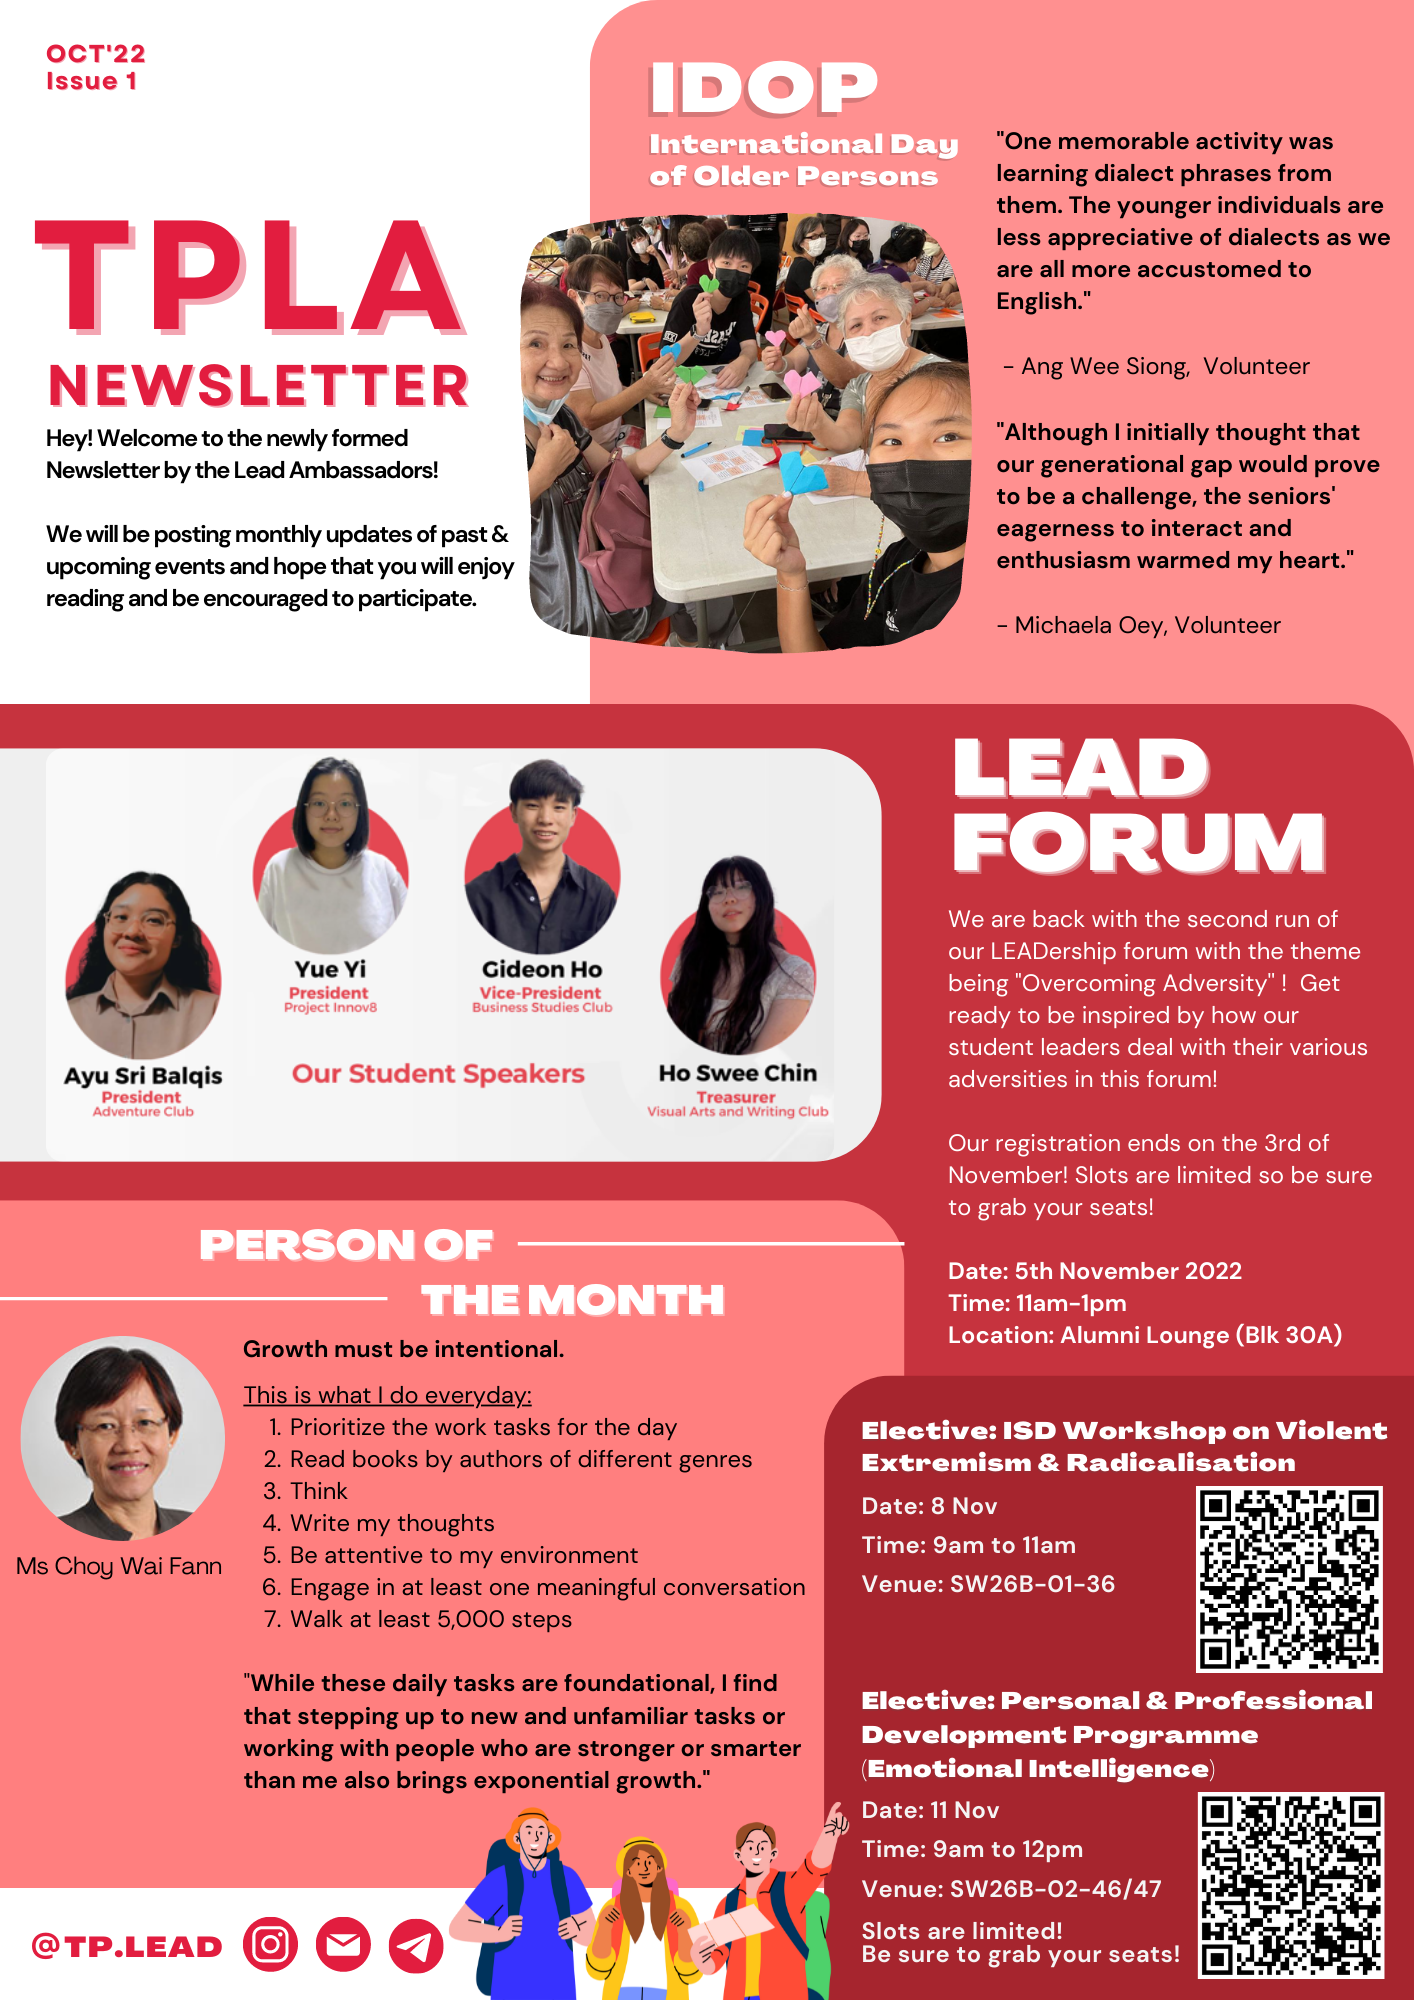 OCT'22
Issue 1
TPLA
NEWSLETTER
Hey! Welcome to the newly formed
Newsletter by the Lead Ambassadors!
We will be posting monthly updates of past &
upcoming events and hope that you will enjoy
reading and be encouraged to participate.
IDOP
International Day
of Older Persons
"One memorable activity was
learning dialect phrases from
them. The younger individuals are
less appreciative of dialects as we
are all more accustomed to
English."
- Ang Wee Siong,  Volunteer
"Although I initially thought that
our generational gap would prove
to be a challenge, the seniors'
eagerness to interact and
enthusiasm warmed my heart."
- Michaela Oey, Volunteer
Yue Yi
President
Project Innov8
Gideon Ho
Vice-President
Business Studies Club
Ayu Sri Balqis
President
Adventure Club
Our Student Speakers
Ho Swee Chin
Treasurer
Visual Arts and Writing Club
LEAD
FORUM
We are back with the second run of
our LEADership forum with the theme
being "Overcoming Adversity" !  Get
ready to be inspired by how our
student leaders deal with their various
adversities in this forum!
Our registration ends on the 3rd of
November! Slots are limited so be sure
to grab your seats!
Date: 5th November 2022
Time: 11am-1pm
Location: Alumni Lounge (Blk 30A)
PERSON OF
THE MONTH
Ms Choy Wai Fann
Growth must be intentional.
This is what I do everyday:
1. Prioritize the work tasks for the day
2. Read books by authors of different genres
3. Think
4. Write my thoughts
5. Be attentive to my environment
6. Engage in at least one meaningful conversation
7. Walk at least 5,000 steps
"While these daily tasks are foundational, I find
that stepping up to new and unfamiliar tasks or
working with people who are stronger or smarter
than me also brings exponential growth."
Elective: ISD Workshop on Violent
Extremism & Radicalisation
Date: 8 Nov
Time: 9am to 11am
Venue: SW26B-01-36
Elective: Personal & Professional
Development Programme
(Emotional Intelligence)
Date: 11 Nov
Time: 9am to 12pm
Venue: SW26B-02-46/47
Slots are limited!
Be sure to grab your seats!
@TP.LEAD